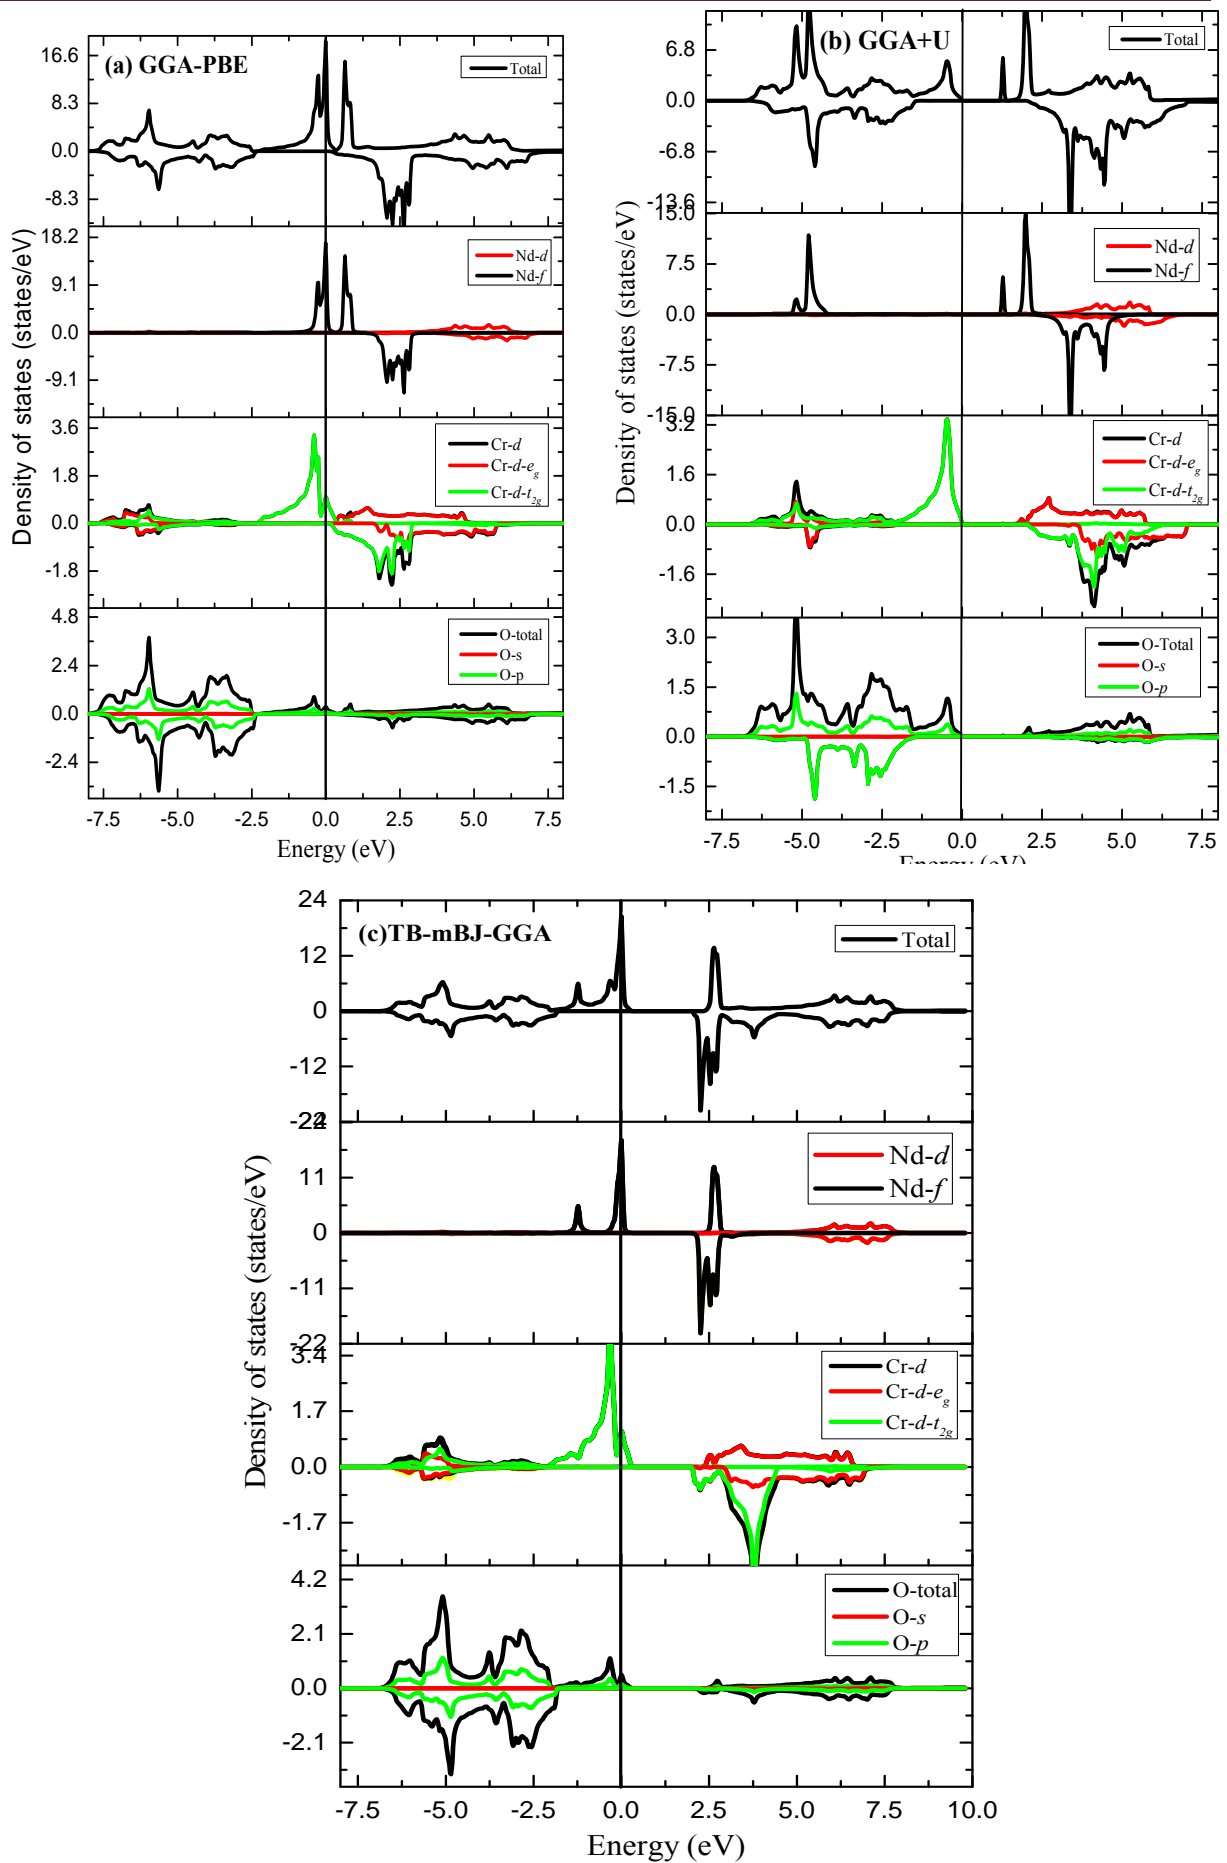 (a) GGA-PBE
Total
16.6
8.3
0.0
-8.3
18.2
Nd-d
Nd-f
9.1
0.0
-9.1
3.6
Cr-d
Cr-d-eg
Cr-d-t2g
1.8
0.0
-1.8
4.8
O-total
O-s
O-p
2.4
0.0
-2.4
-7.5 -5.0 -2.5 0.0 2.5 5.0 7.5
Energy (eV)
Density of states (states/eV)
(b) GGA+U
Total
6.8
0.0
-6.8
-13.6
15.0
Nd-d
Nd-f
7.5
0.0
-7.5
-15.0
3.2
Cr-d
Cr-d-eg
Cr-d-t2g
1.6
0.0
-1.6
3.0
O-Total
O-s
O-p
1.5
0.0
-1.5
-7.5 -5.0 -2.5 0.0 2.5 5.0 7.5
Energy (eV)
Density of states (states/eV)
(c)TB-mBJ-GGA
Total
24
12
0
-12
-24
22
Nd-d
Nd-f
11
0
-11
-22
3.4
Cr-d
Cr-d-eg
Cr-d-t2g
1.7
0.0
-1.7
4.2
O-total
O-s
O-p
2.1
0.0
-2.1
-7.5 -5.0 -2.5 0.0 2.5 5.0 7.5 10.0
Energy (eV)
Density of states (states/eV)